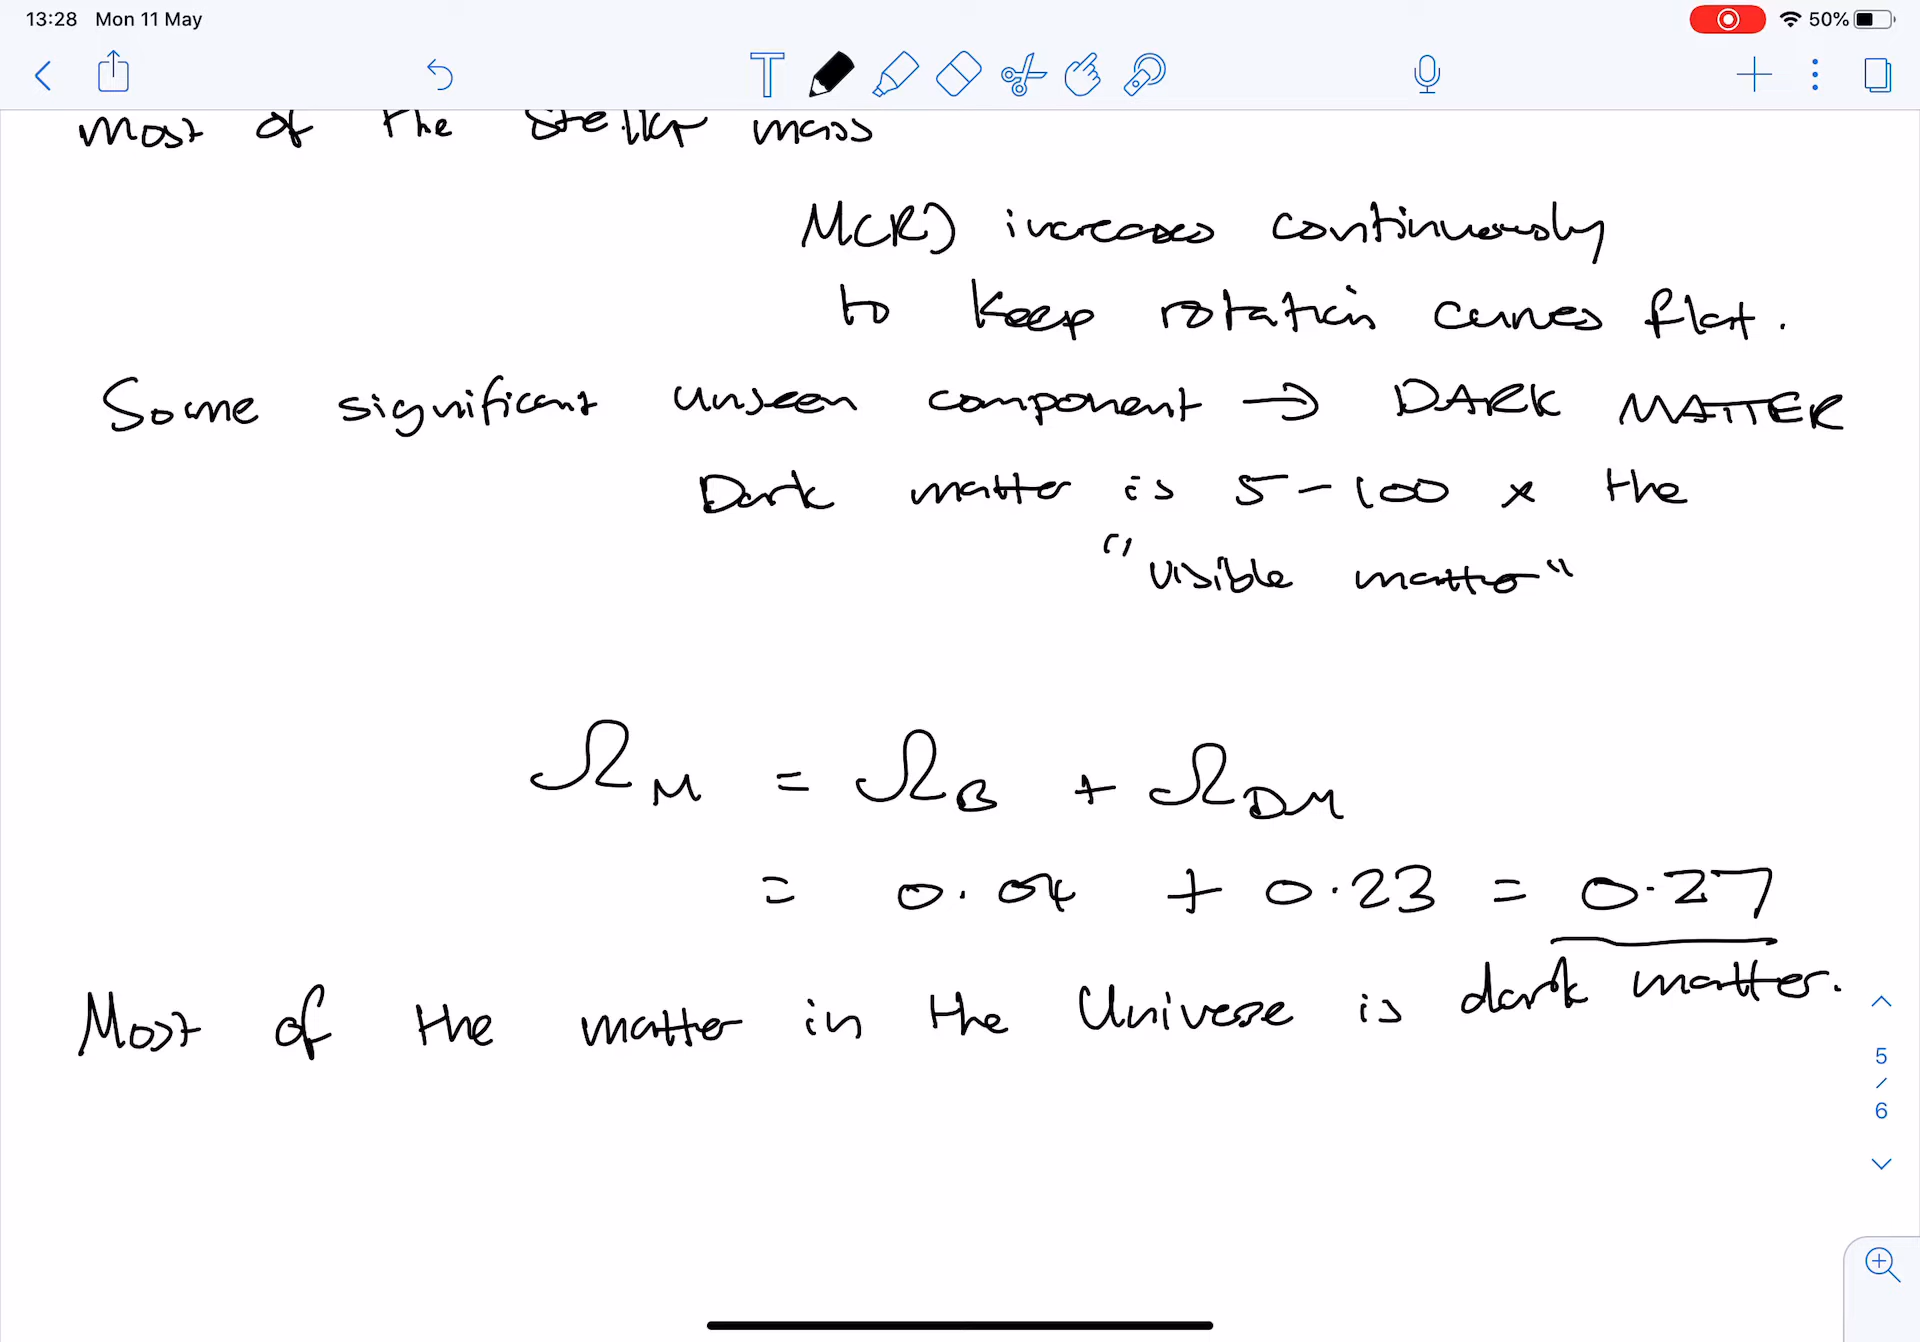 13:28 Mon 11 May 50%
T
most of the stellar mass
M(R) increases continuously
to keep rotation curves flat.
Some significant unseen component → DARK MATTER
Dark matter is 5-100 x the
"visible matter"
Ω_M = Ω_B + Ω_DM
= 0.04 + 0.23 = 0.27
Most of the matter in the Universe is dark matter.
5
/
6